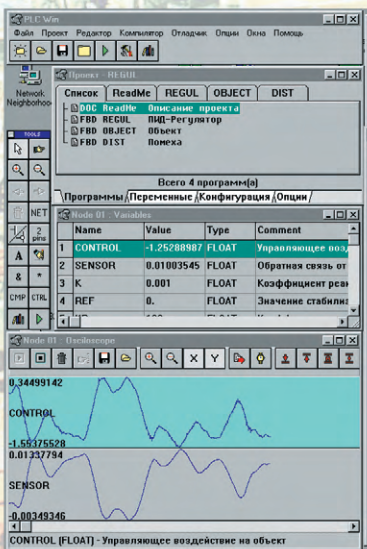 PLC Win
Файл Проект Редактор Компилятор Отладчик Опции Окна Помощь
Network
Neighborhoo
Проект - REGUL
Список ReadMe REGUL OBJECT DIST
DOC ReadMe Описание проекта
FBD REGUL ПИД-Регулятор
FBD OBJECT Объект
FBD DIST Помеха
Всего 4 программ(а)
Программы Переменные Конфигурация Опции
TOOLS
NET
2 pins
A
& *
CMP CTRL
Node 01 : Variables
Name Value Type Comment
1 CONTROL -1.25288987 FLOAT Управляющее возд
2 SENSOR 0.01003545 FLOAT Обратная связь от
3 K 0.001 FLOAT Коэффициент реак
4 REF 0. FLOAT Значение стабилиз
Node 01 : Osciloscope
X Y
0.34499142
CONTROL
-1.59375528
0.01337794
SENSOR
-0.00349346
CONTROL (FLOAT) - Управляющее воздействие на объект